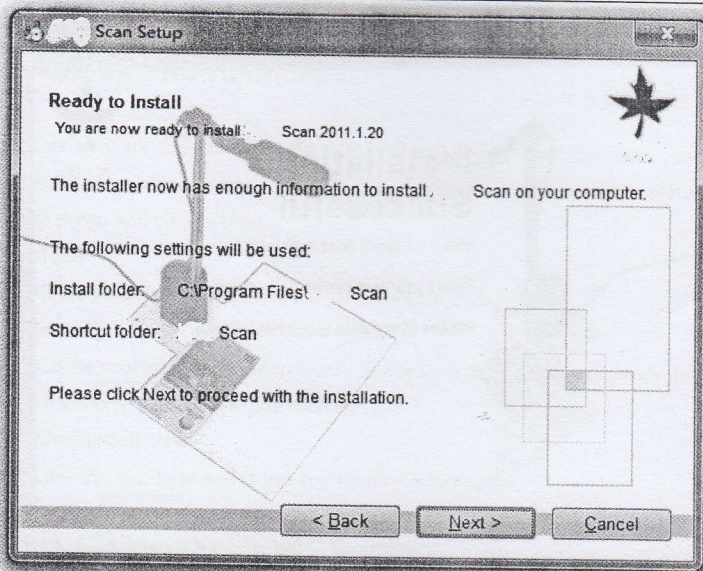 Scan Setup
Ready to Install
You are now ready to install Scan 2011.1.20
The installer now has enough information to install Scan on your computer.
The following settings will be used:
Install folder: C:\Program Files\ Scan
Shortcut folder: Scan
Please click Next to proceed with the installation.
< Back Next > Cancel